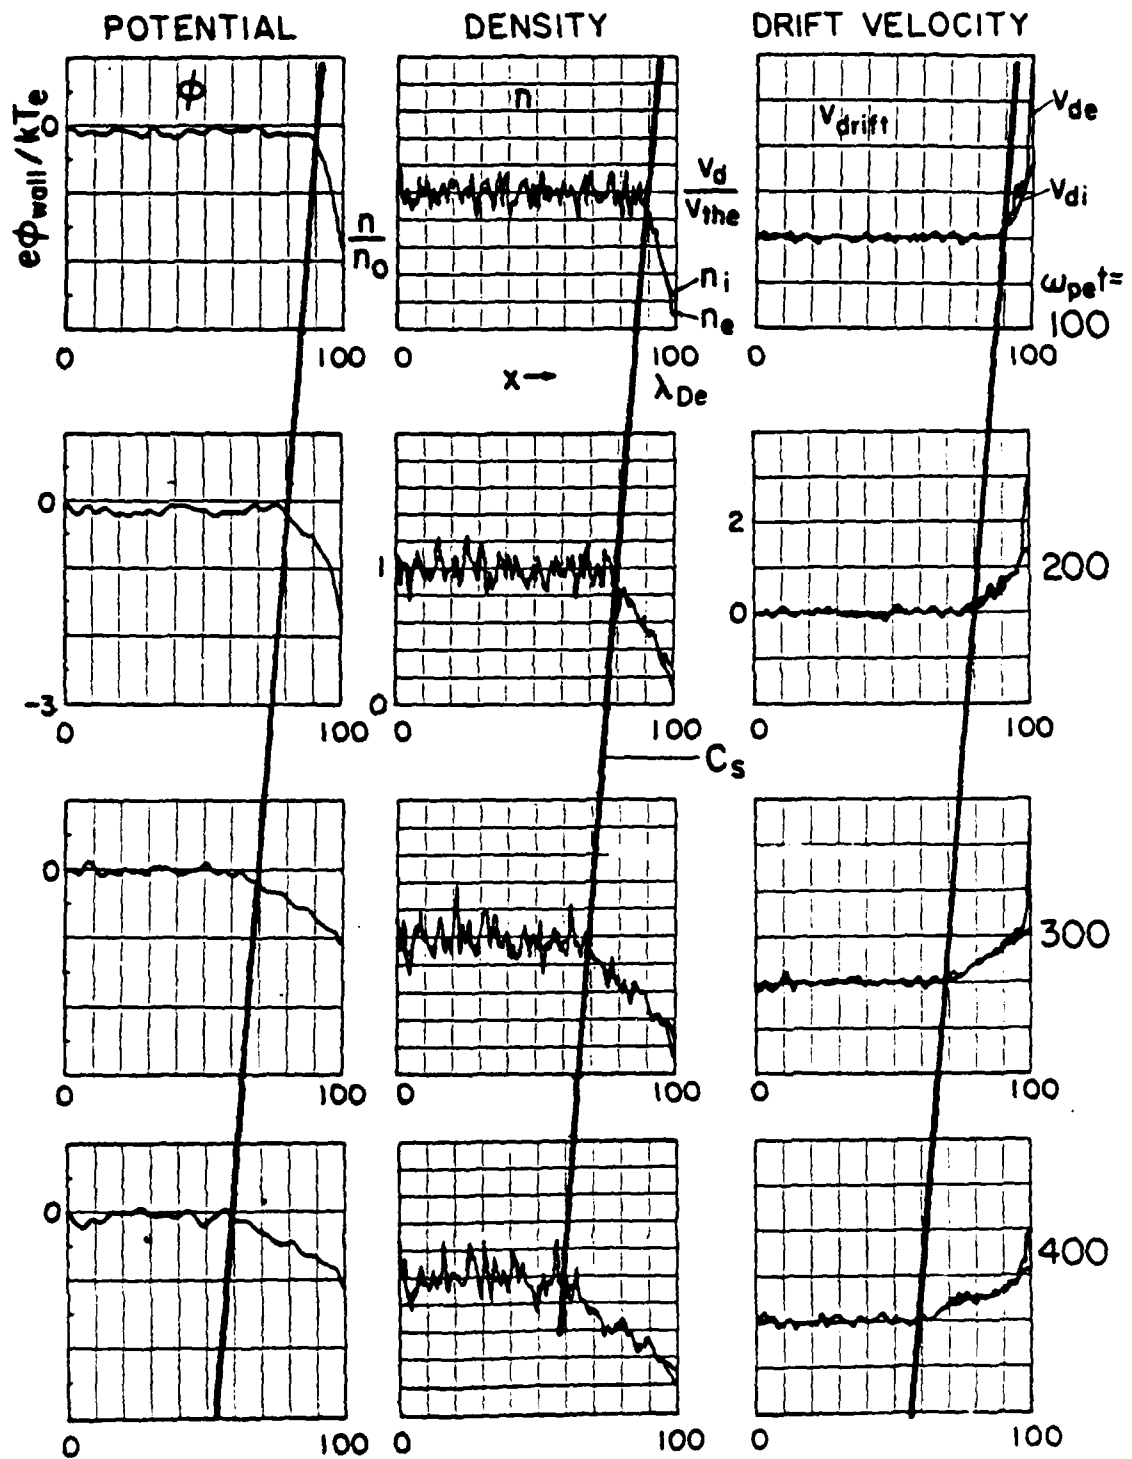 POTENTIAL DENSITY DRIFT VELOCITY
ϕ n Vdrift Vde
eϕwall/kTe 0
Vd/Vthe Vdi
n/n0
ni
ne
ωpet=
100
0 100 0 100 0 100
x→ λDe
0 2
1 200
0
-3 0
0 100 0 100 0 100
Cs
0 300
0 100 0 100 0 100
0 400
0 100 0 100 0 100